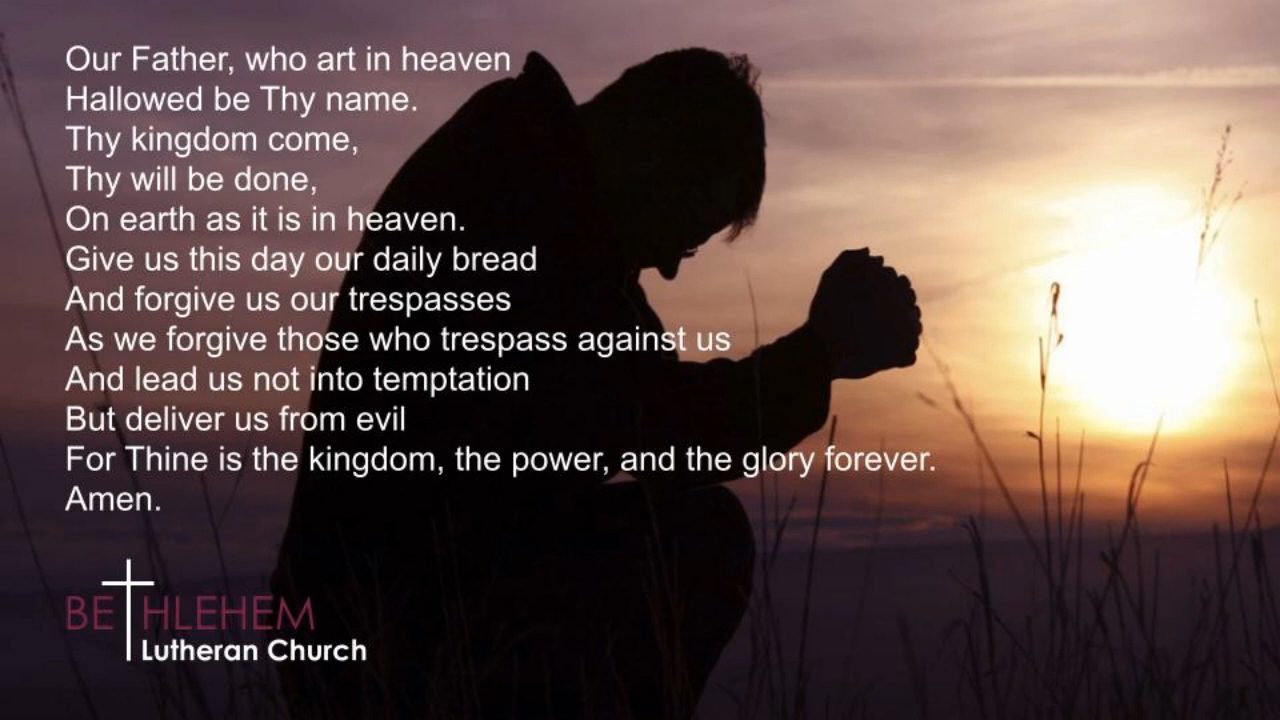 Our Father, who art in heaven
Hallowed be Thy name.
Thy kingdom come,
Thy will be done,
On earth as it is in heaven.
Give us this day our daily bread
And forgive us our trespasses
As we forgive those who trespass against us
And lead us not into temptation
But deliver us from evil
For Thine is the kingdom, the power, and the glory forever.
Amen.
BETHLEHEM
Lutheran Church